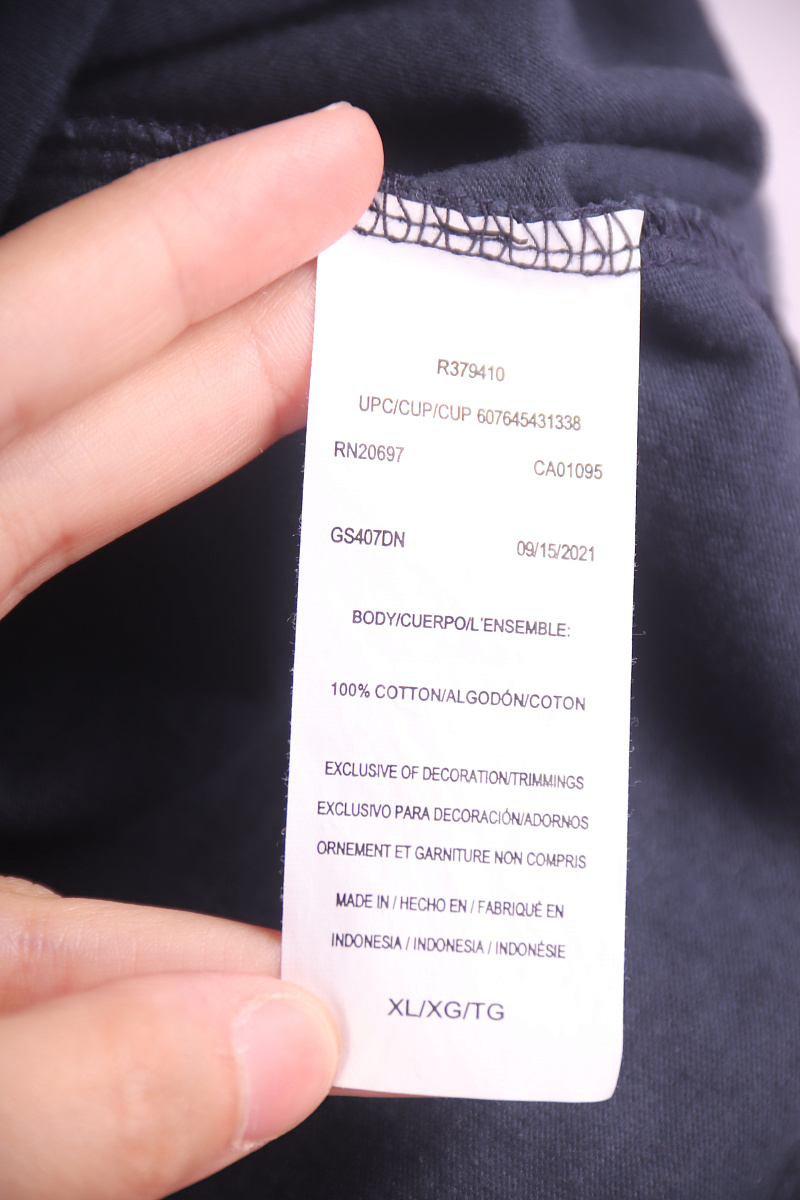 R379410
UPC/CUP/CUP 607645431338
RN20697 CA01095
GS407DN 09/15/2021
BODY/CUERPO/L'ENSEMBLE:
100% COTTON/ALGODÓN/COTON
EXCLUSIVE OF DECORATION/TRIMMINGS
EXCLUSIVO PARA DECORACIÓN/ADORNOS
ORNEMENT ET GARNITURE NON COMPRIS
MADE IN / HECHO EN / FABRIQUÉ EN
INDONESIA / INDONESIA / INDONÉSIE
XL/XG/TG